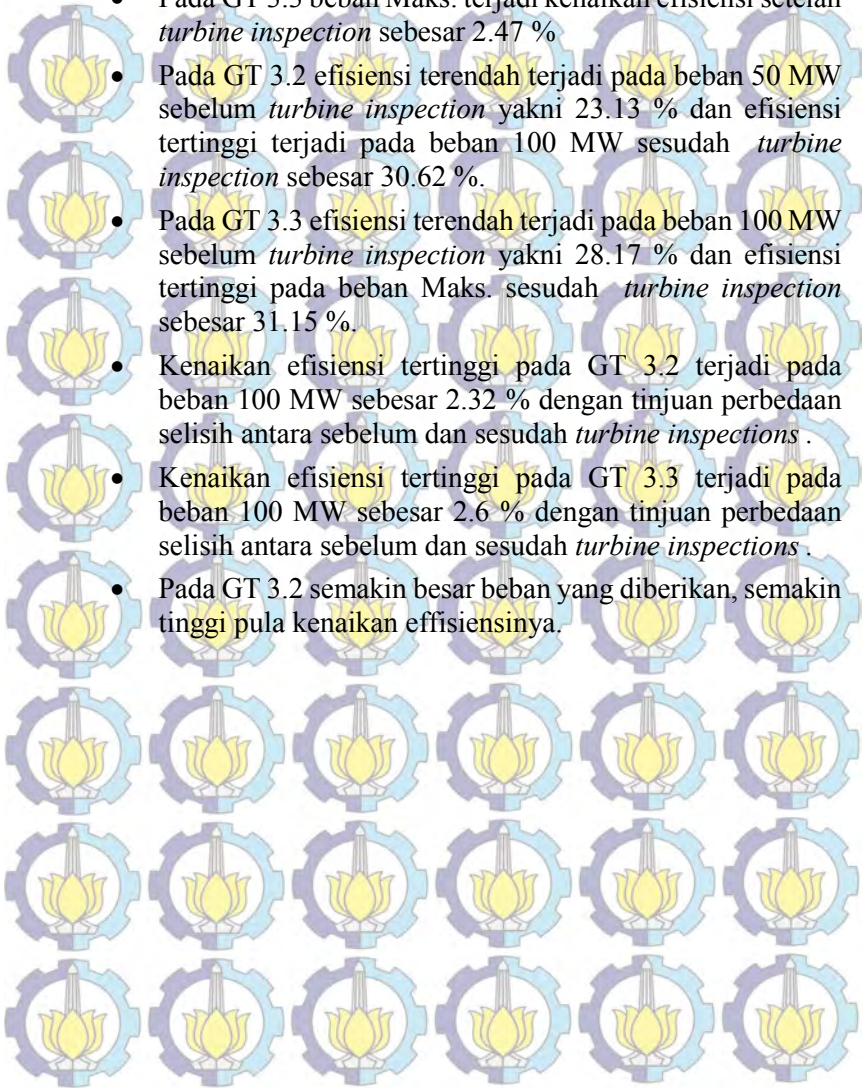 • Pada GT 3.3 beban Maks. terjadi kenaikan efisiensi setelah
turbine inspection sebesar 2.47 %
• Pada GT 3.2 efisiensi terendah terjadi pada beban 50 MW
sebelum turbine inspection yakni 23.13 % dan efisiensi
tertinggi terjadi pada beban 100 MW sesudah turbine
inspection sebesar 30.62 %.
• Pada GT 3.3 efisiensi terendah terjadi pada beban 100 MW
sebelum turbine inspection yakni 28.17 % dan efisiensi
tertinggi pada beban Maks. sesudah turbine inspection
sebesar 31.15 %.
• Kenaikan efisiensi tertinggi pada GT 3.2 terjadi pada
beban 100 MW sebesar 2.32 % dengan tinjuan perbedaan
selisih antara sebelum dan sesudah turbine inspections .
• Kenaikan efisiensi tertinggi pada GT 3.3 terjadi pada
beban 100 MW sebesar 2.6 % dengan tinjuan perbedaan
selisih antara sebelum dan sesudah turbine inspections .
• Pada GT 3.2 semakin besar beban yang diberikan, semakin
tinggi pula kenaikan effisiensinya.